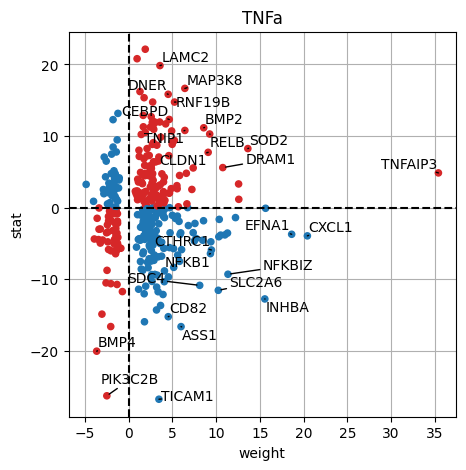 TNFa
LAMC2
DNER
MAP3K8
RNF19B
CEBPD
BMP2
TNIP1
RELB
SOD2
CLDN1
DRAM1
TNFAIP3
EFNA1
CXCL1
CTHRC1
NFKB1
NFKBIZ
SDC4
SLC2A6
CD82
INHBA
ASS1
BMP4
PIK3C2B
TICAM1
stat
20
10
0
−10
−20
−5
0
5
10
15
20
25
30
35
weight